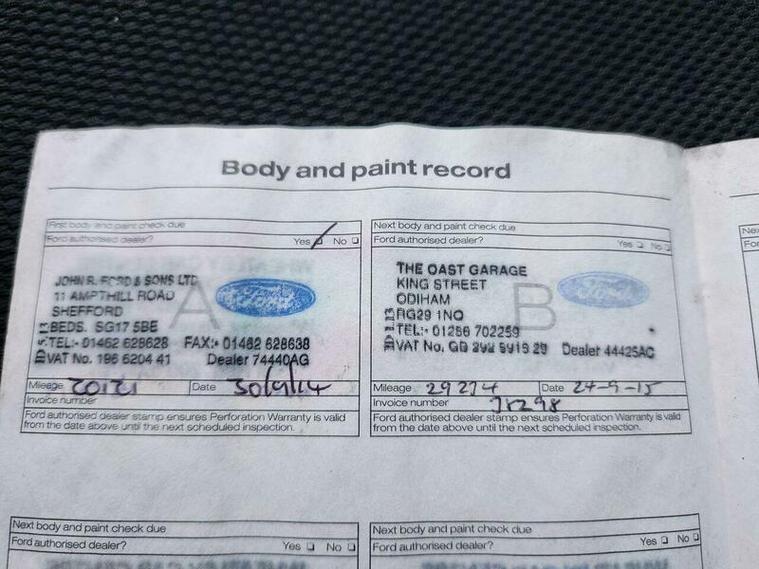 Body and paint record
First body and paint check due
Ford authorised dealer? Yes No
JOHN R. FORD & SONS LTD
11 AMPTHILL ROAD
SHEFFORD
BEDS. SG17 5BE
TEL:- 01462 628628 FAX:- 01462 628638
VAT No. 196 6204 41 Dealer 74440AG
A
Ford
Mileage 20121 Date 30/9/14
Invoice number
Ford authorised dealer stamp ensures Perforation Warranty is valid
from the date above until the next scheduled inspection.
Next body and paint check due
Ford authorised dealer? Yes No
THE OAST GARAGE
KING STREET
ODIHAM
RG29 1NQ
TEL:- 01256 702259
VAT No. GB Dealer 44425AC
B
Ford
Mileage 29274 Date 24-9-15
Invoice number
Ford authorised dealer stamp ensures Perforation Warranty is valid
from the date above until the next scheduled inspection.
Next body and paint check due
Ford authorised dealer? Yes No
Next body and paint check due
Ford authorised dealer? Yes No